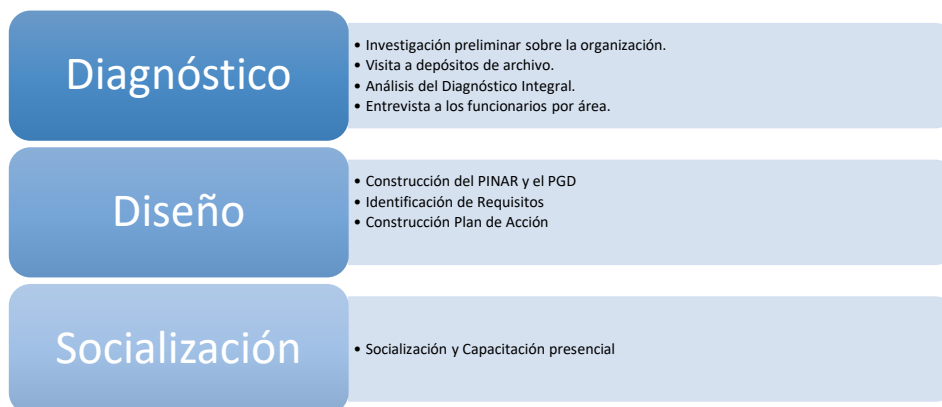 Diagnóstico
• Investigación preliminar sobre la organización.
• Visita a depósitos de archivo.
• Análisis del Diagnóstico Integral.
• Entrevista a los funcionarios por área.
Diseño
• Construcción del PINAR y el PGD
• Identificación de Requisitos
• Construcción Plan de Acción
Socialización
• Socialización y Capacitación presencial